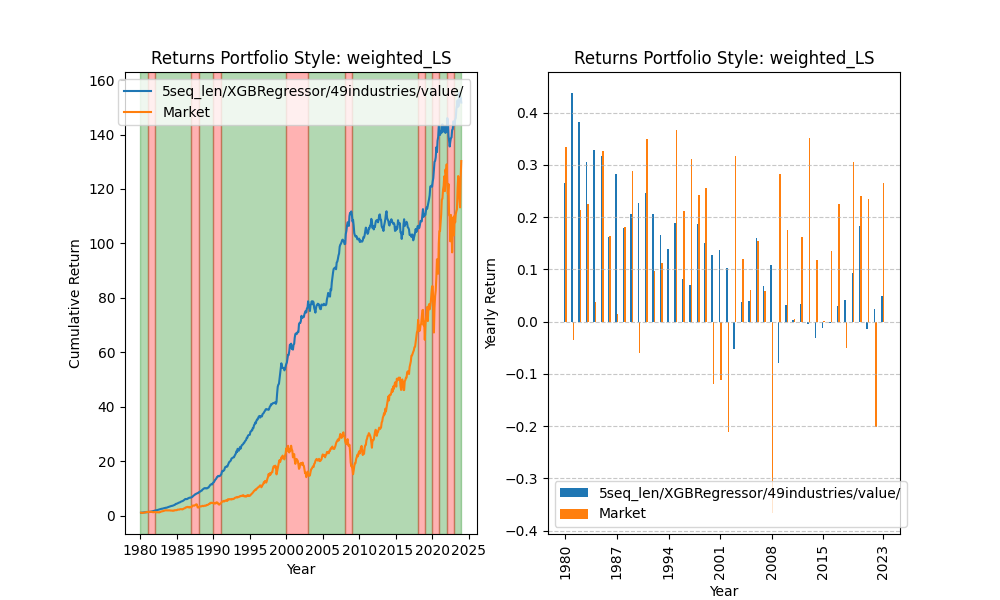 Returns Portfolio Style: weighted_LS
5seq_len/XGBRegressor/49industries/value/
Market
Cumulative Return
160
140
120
100
80
60
40
20
0
1980 1985 1990 1995 2000 2005 2010 2015 2020 2025
Year
Returns Portfolio Style: weighted_LS
Yearly Return
0.4
0.3
0.2
0.1
0.0
−0.1
−0.2
−0.3
−0.4
5seq_len/XGBRegressor/49industries/value/
Market
1980 1987 1994 2001 2008 2015 2023
Year